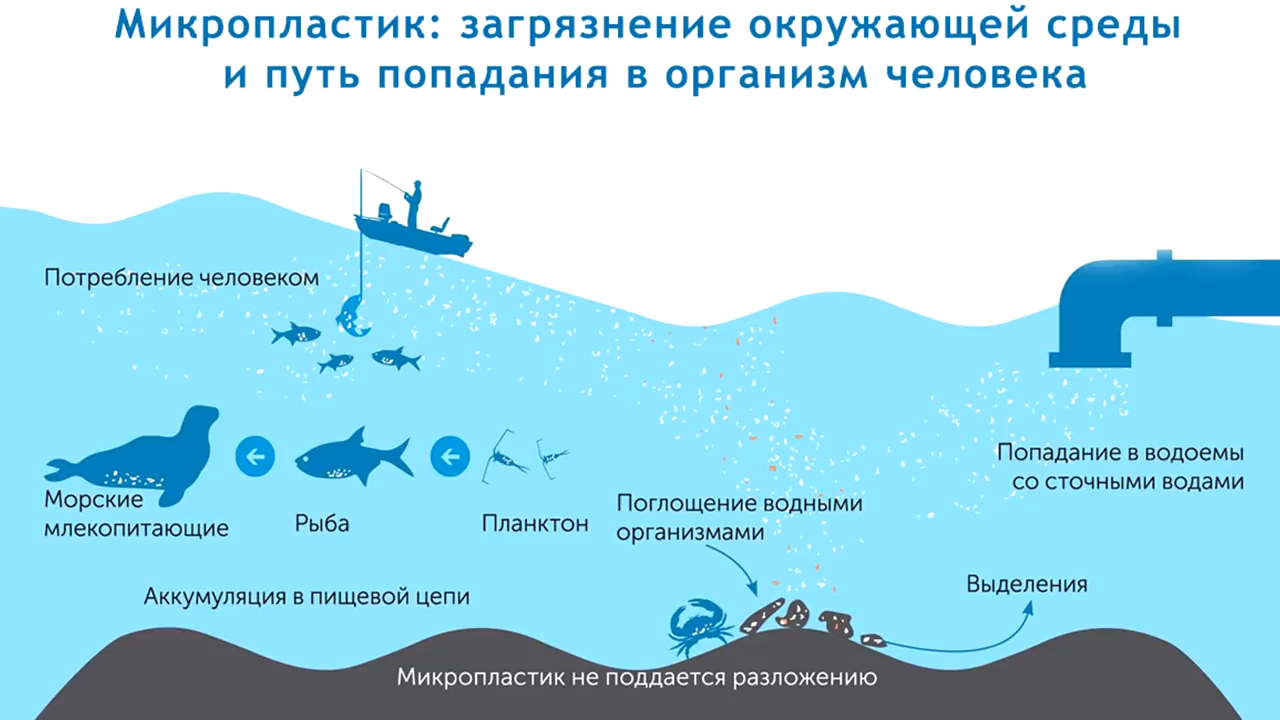 Микропластик: загрязнение окружающей среды
и путь попадания в организм человека
Потребление человеком
Попадание в водоемы
со сточными водами
Морские
млекопитающие
Рыба
Планктон
Поглощение водными
организмами
Выделения
Аккумуляция в пищевой цепи
Микропластик не поддается разложению